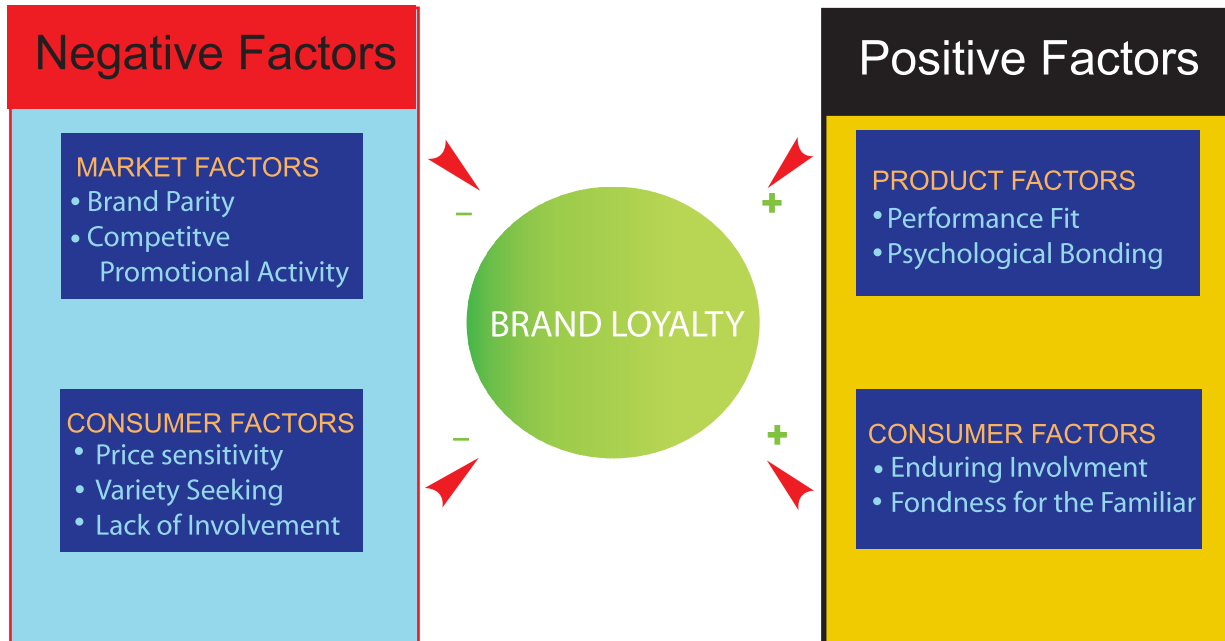 Negative Factors
MARKET FACTORS
• Brand Parity
• Competitve
Promotional Activity
CONSUMER FACTORS
• Price sensitivity
• Variety Seeking
• Lack of Involvement
–
–
BRAND LOYALTY
+
+
Positive Factors
PRODUCT FACTORS
• Performance Fit
• Psychological Bonding
CONSUMER FACTORS
• Enduring Involvment
• Fondness for the Familiar